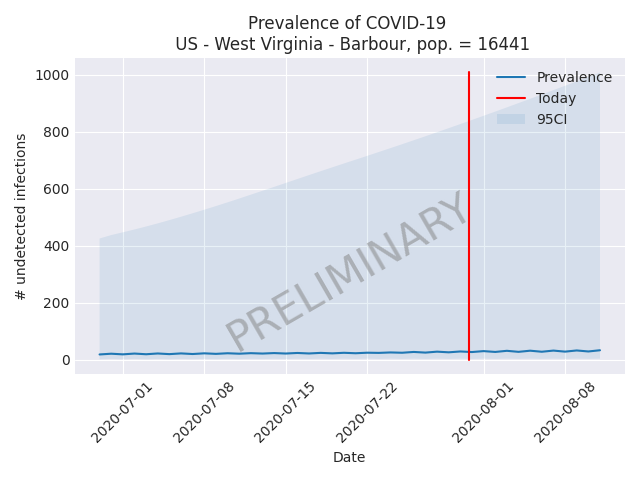 Prevalence of COVID-19
US - West Virginia - Barbour, pop. = 16441
1000
800
600
400
200
0
# undetected infections
Prevalence
Today
95CI
PRELIMINARY
2020-07-01
2020-07-08
2020-07-15
2020-07-22
2020-08-01
2020-08-08
Date